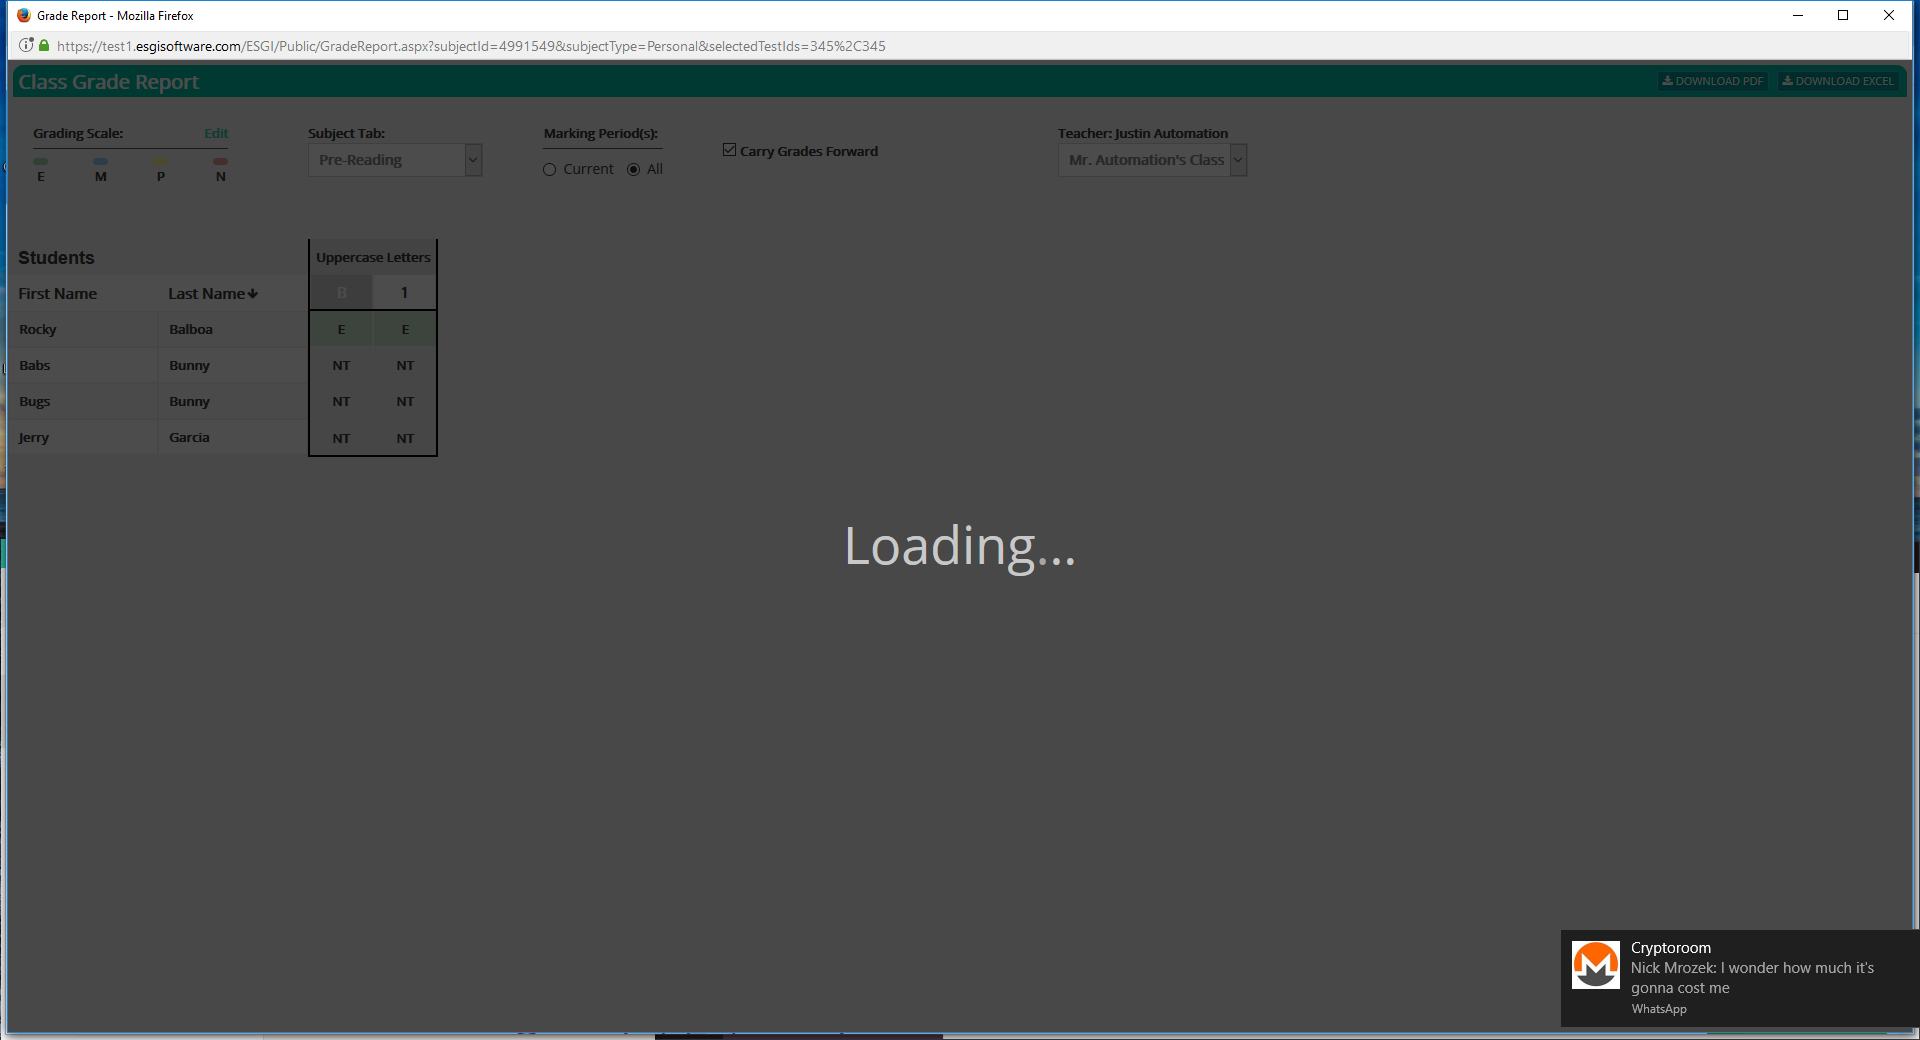 Grade Report - Mozilla Firefox
https://test1.esgisoftware.com/ESGI/Public/GradeReport.aspx?subjectId=4991549&subjectType=Personal&selectedTestIds=345%2C345
Class Grade Report
DOWNLOAD PDF DOWNLOAD EXCEL
Grading Scale: Edit
E M P N
Subject Tab:
Pre-Reading
Marking Period(s):
Current All
Carry Grades Forward
Teacher: Justin Automation
Mr. Automation's Class
Students Uppercase Letters
First Name Last Name B 1
Rocky Balboa E E
Babs Bunny NT NT
Bugs Bunny NT NT
Jerry Garcia NT NT
Loading...
Cryptoroom
Nick Mrozek: I wonder how much it's
gonna cost me
WhatsApp